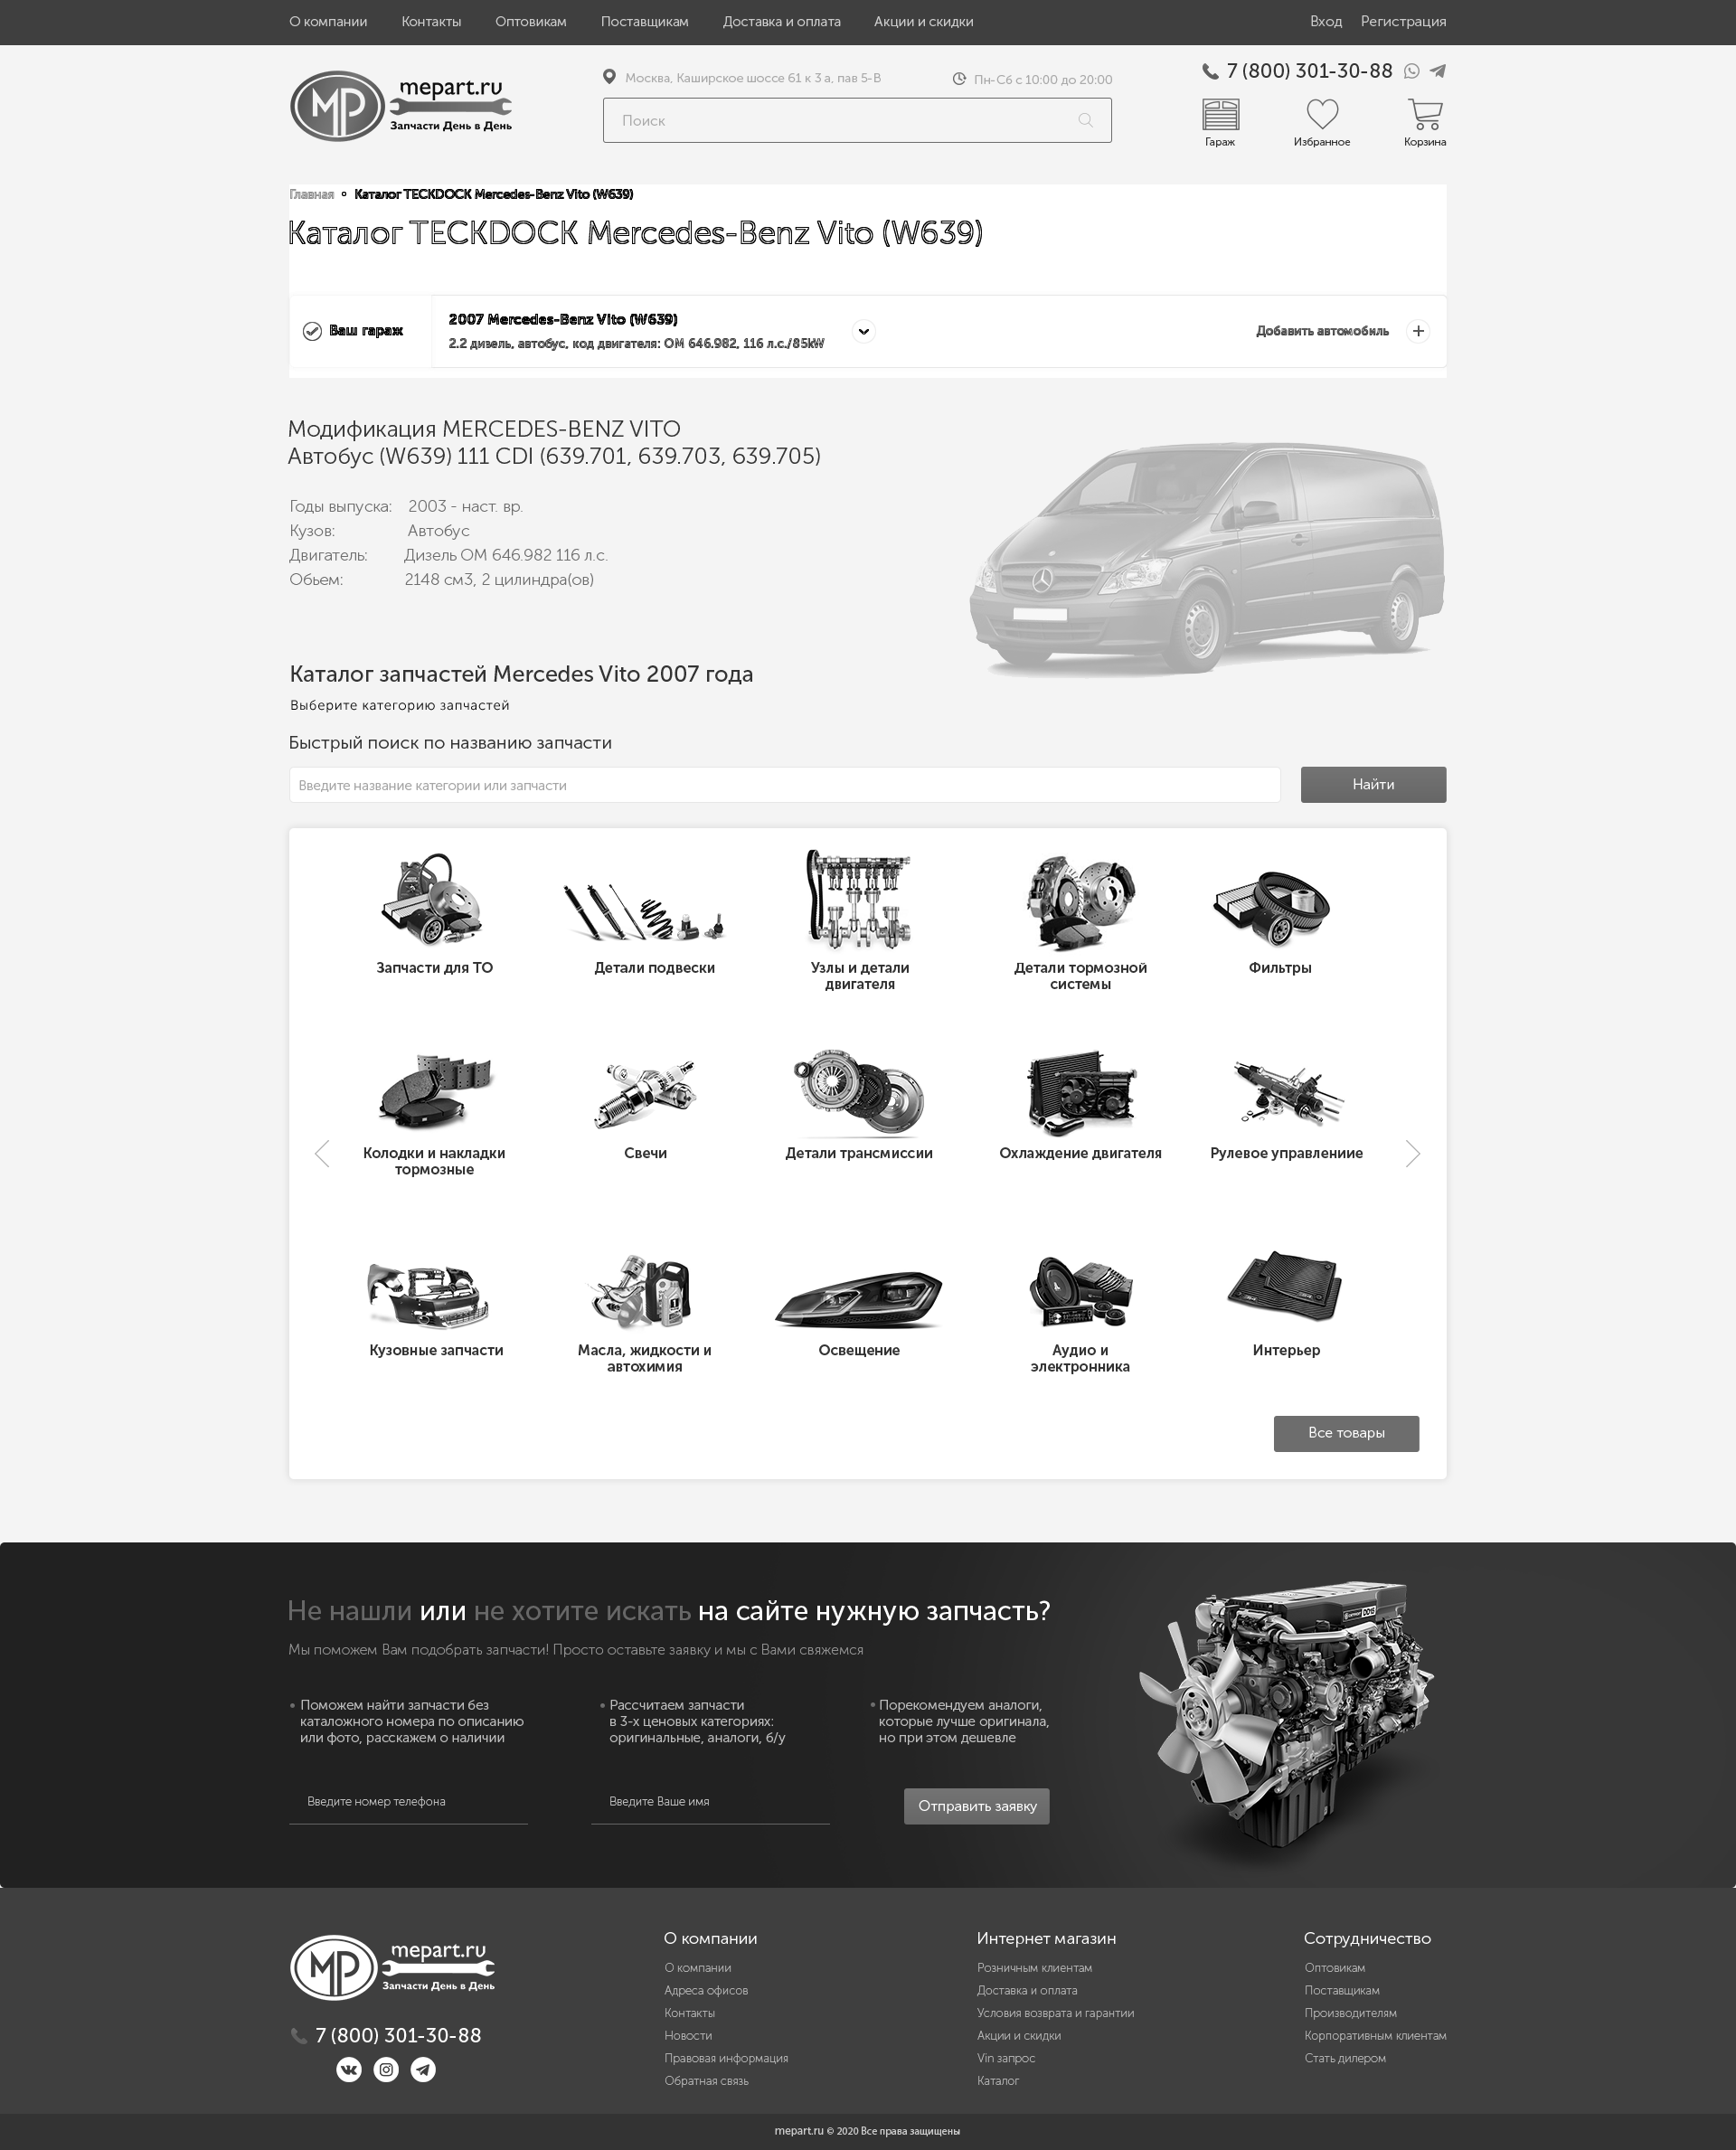 О компании Контакты Оптовикам Поставщикам Доставка и оплата Акции и скидки Вход Регистрация
MP mepart.ru
Запчасти День в День
Москва, Каширское шоссе 61 к 3 а, пав 5-В Пн-Сб с 10:00 до 20:00 7 (800) 301-30-88
Поиск
Гараж Избранное Корзина
Главная Каталог TECKDOCK Mercedes-Benz Vito (W639)
Каталог TECKDOCK Mercedes-Benz Vito (W639)
Ваш гараж
2007 Mercedes-Benz Vito (W639)
2.2 дизель, автобус, код двигателя: OM 646.982, 116 л.с./85kW
Добавить автомобиль
Модификация MERCEDES-BENZ VITO
Автобус (W639) 111 CDI (639.701, 639.703, 639.705)
Годы выпуска: 2003 - наст. вр.
Кузов: Автобус
Двигатель: Дизель OM 646.982 116 л.с.
Обьем: 2148 см3, 2 цилиндра(ов)
Каталог запчастей Mercedes Vito 2007 года
Выберите категорию запчастей
Быстрый поиск по названию запчасти
Введите название категории или запчасти Найти
Запчасти для ТО
Детали подвески
Узлы и детали
двигателя
Детали тормозной
системы
Фильтры
Колодки и накладки
тормозные
Свечи
Детали трансмиссии
Охлаждение двигателя
Рулевое управлениие
Кузовные запчасти
Масла, жидкости и
автохимия
Освещение
Аудио и
электронника
Интерьер
Все товары
Не нашли или не хотите искать на сайте нужную запчасть?
Мы поможем Вам подобрать запчасти! Просто оставьте заявку и мы с Вами свяжемся
Поможем найти запчасти без
каталожного номера по описанию
или фото, расскажем о наличии
Рассчитаем запчасти
в 3-х ценовых категориях:
оригинальные, аналоги, б/у
Порекомендуем аналоги,
которые лучше оригинала,
но при этом дешевле
Введите номер телефона
Введите Ваше имя
Отправить заявку
MP mepart.ru
Запчасти День в День
7 (800) 301-30-88
О компании
О компании
Адреса офисов
Контакты
Новости
Правовая информация
Обратная связь
Интернет магазин
Розничным клиентам
Доставка и оплата
Условия возврата и гарантии
Акции и скидки
Vin запрос
Каталог
Сотрудничество
Оптовикам
Поставщикам
Производителям
Корпоративным клиентам
Стать дилером
mepart.ru © 2020 Все права защищены